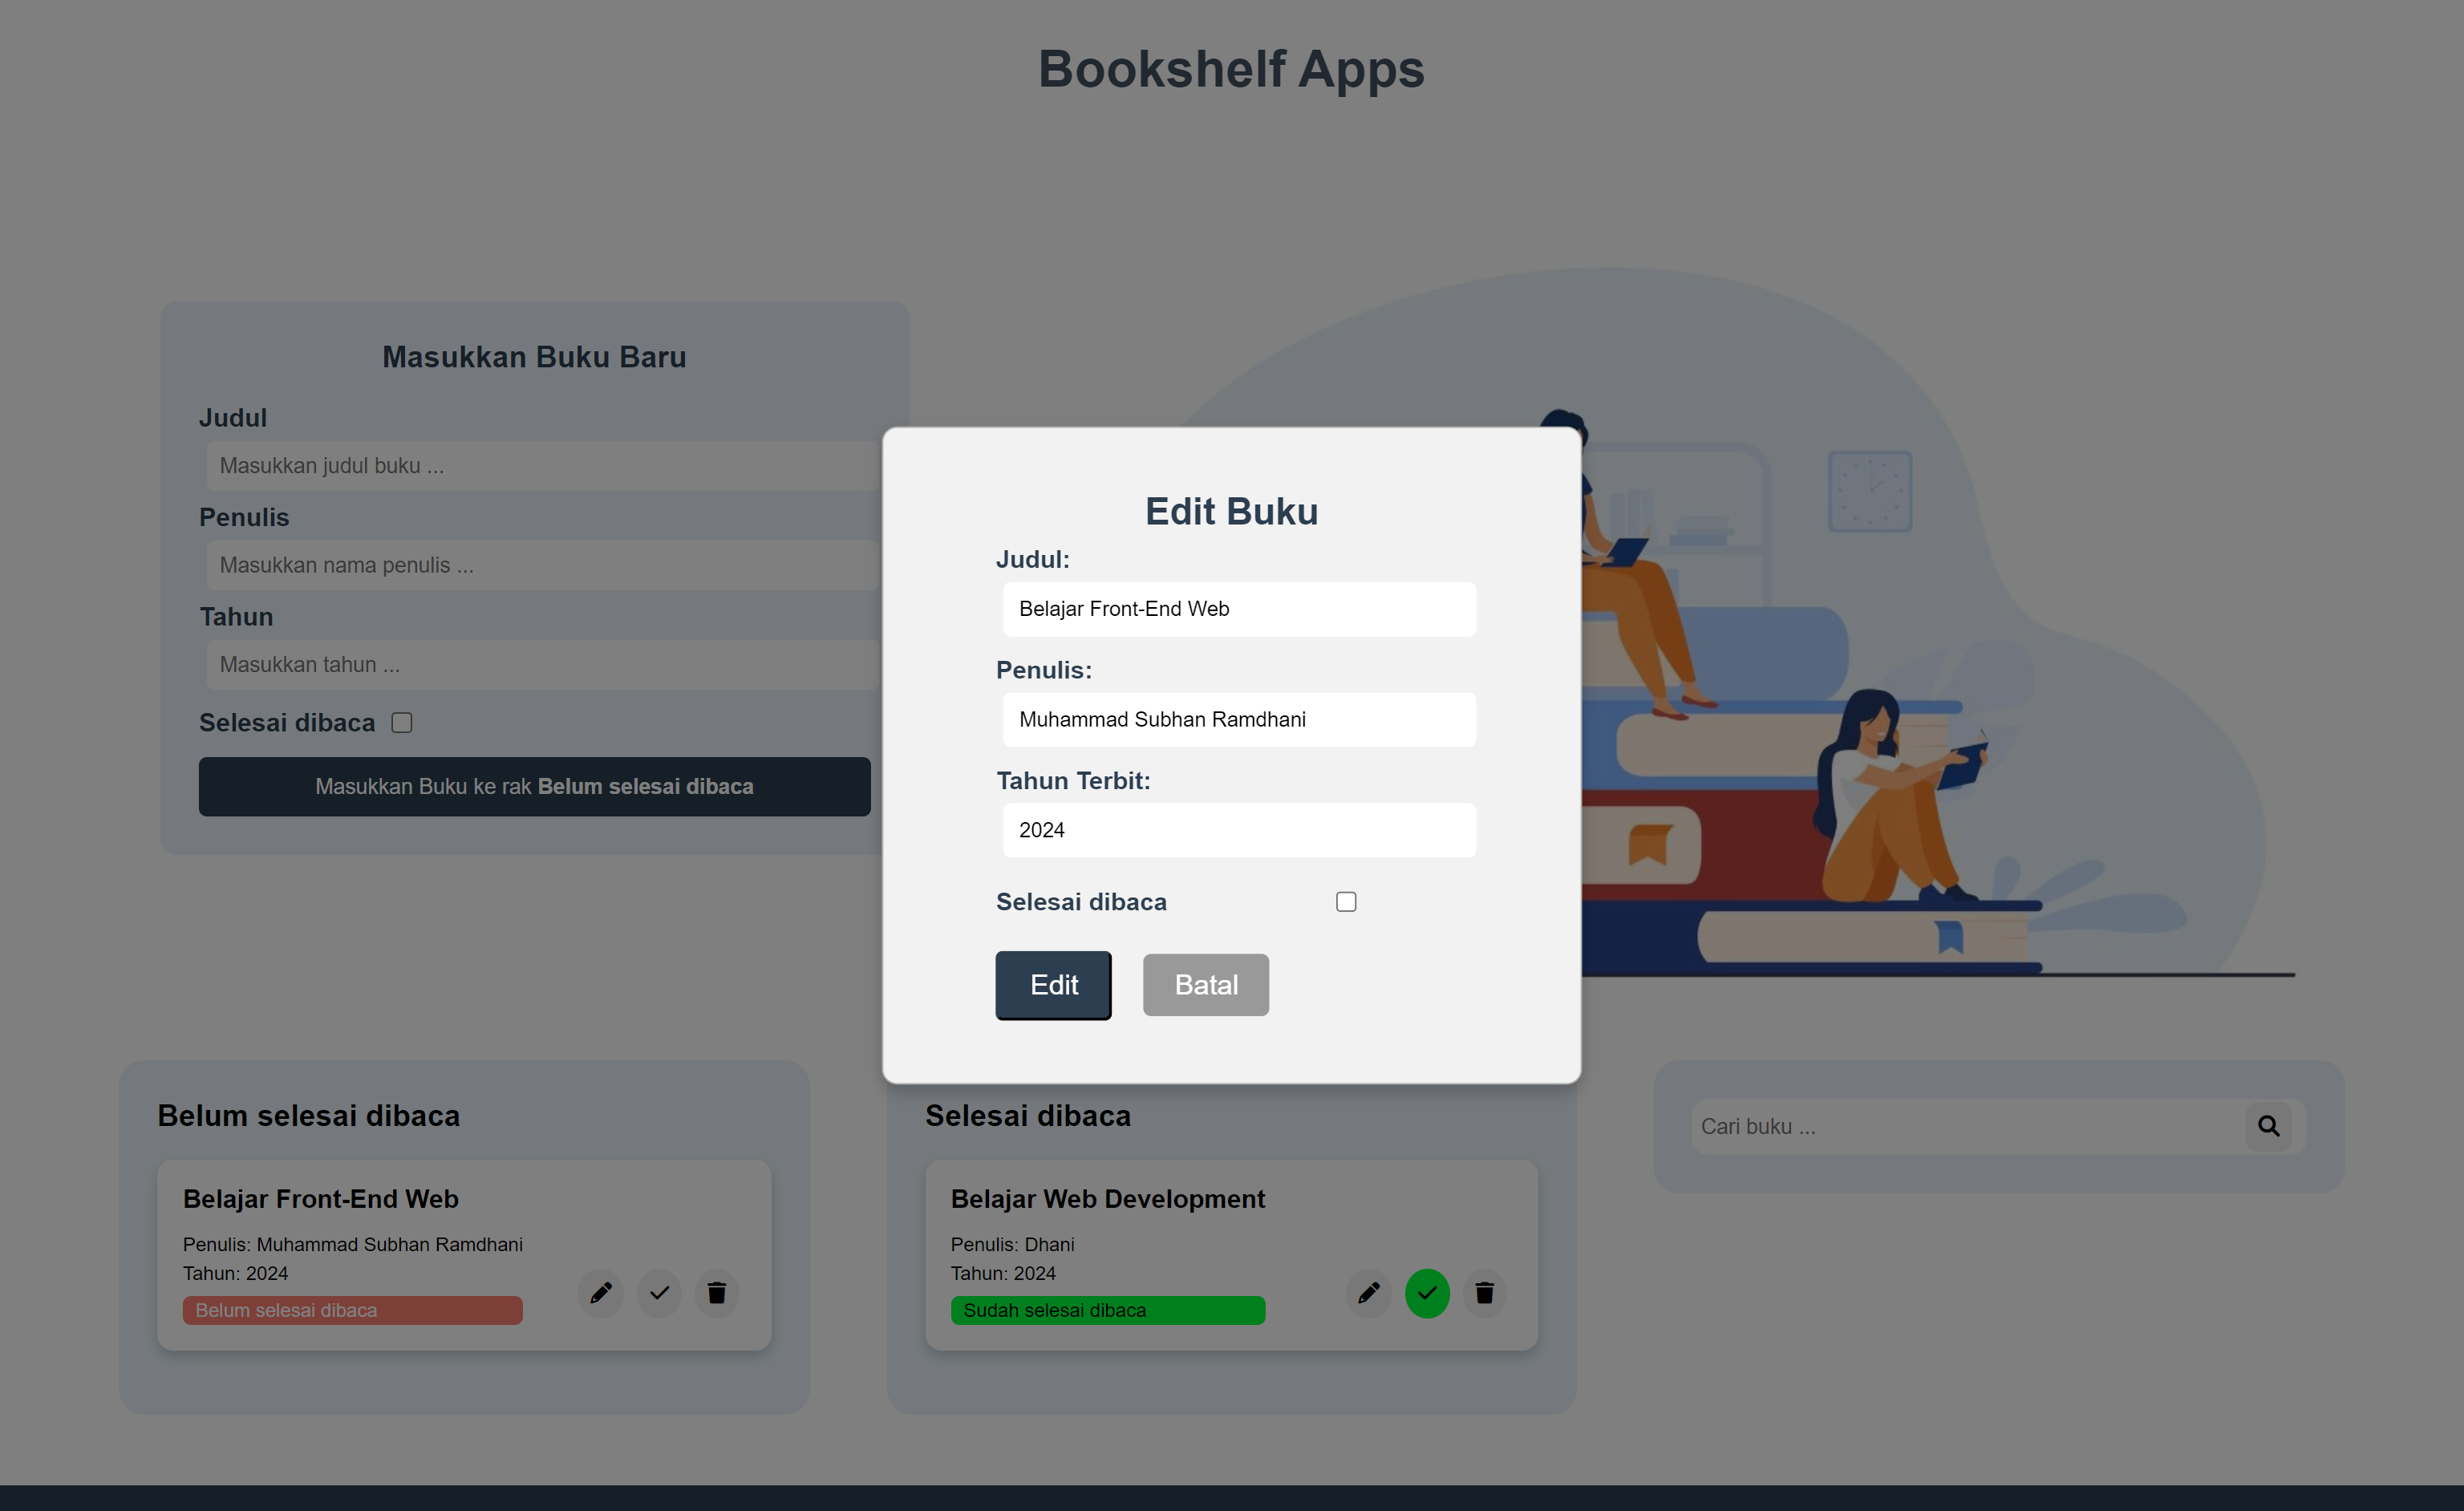 Bookshelf Apps
Masukkan Buku Baru
Judul
Masukkan judul buku ...
Penulis
Masukkan nama penulis ...
Tahun
Masukkan tahun ...
Selesai dibaca
Masukkan Buku ke rak Belum selesai dibaca
Edit Buku
Judul:
Belajar Front-End Web
Penulis:
Muhammad Subhan Ramdhani
Tahun Terbit:
2024
Selesai dibaca
Edit
Batal
Belum selesai dibaca
Belajar Front-End Web
Penulis: Muhammad Subhan Ramdhani
Tahun: 2024
Belum selesai dibaca
Selesai dibaca
Belajar Web Development
Penulis: Dhani
Tahun: 2024
Sudah selesai dibaca
Cari buku ...